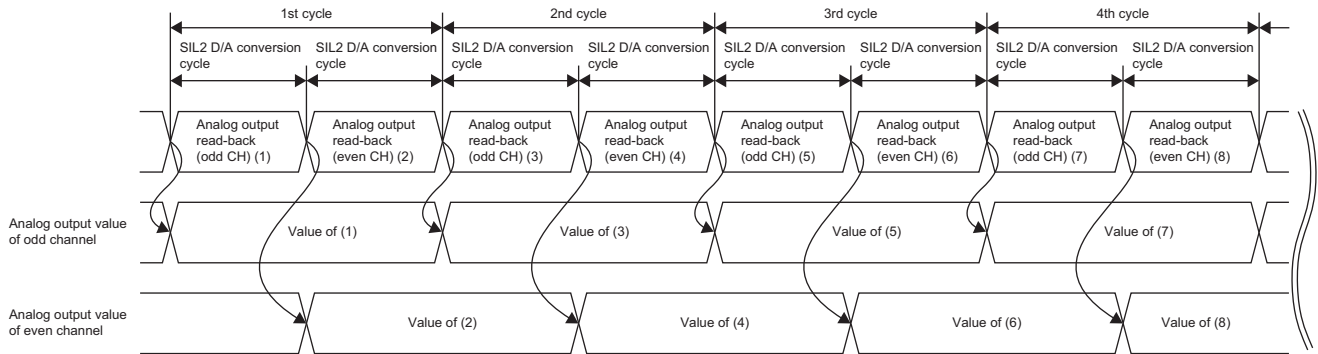 1st cycle
2nd cycle
3rd cycle
4th cycle
SIL2 D/A conversion
cycle
SIL2 D/A conversion
cycle
SIL2 D/A conversion
cycle
SIL2 D/A conversion
cycle
SIL2 D/A conversion
cycle
SIL2 D/A conversion
cycle
SIL2 D/A conversion
cycle
SIL2 D/A conversion
cycle
Analog output
read-back
(odd CH) (1)
Analog output
read-back
(even CH) (2)
Analog output
read-back
(odd CH) (3)
Analog output
read-back
(even CH) (4)
Analog output
read-back
(odd CH) (5)
Analog output
read-back
(even CH) (6)
Analog output
read-back
(odd CH) (7)
Analog output
read-back
(even CH) (8)
Analog output value
of odd channel
Value of (1)
Value of (3)
Value of (5)
Value of (7)
Analog output value
of even channel
Value of (2)
Value of (4)
Value of (6)
Value of (8)